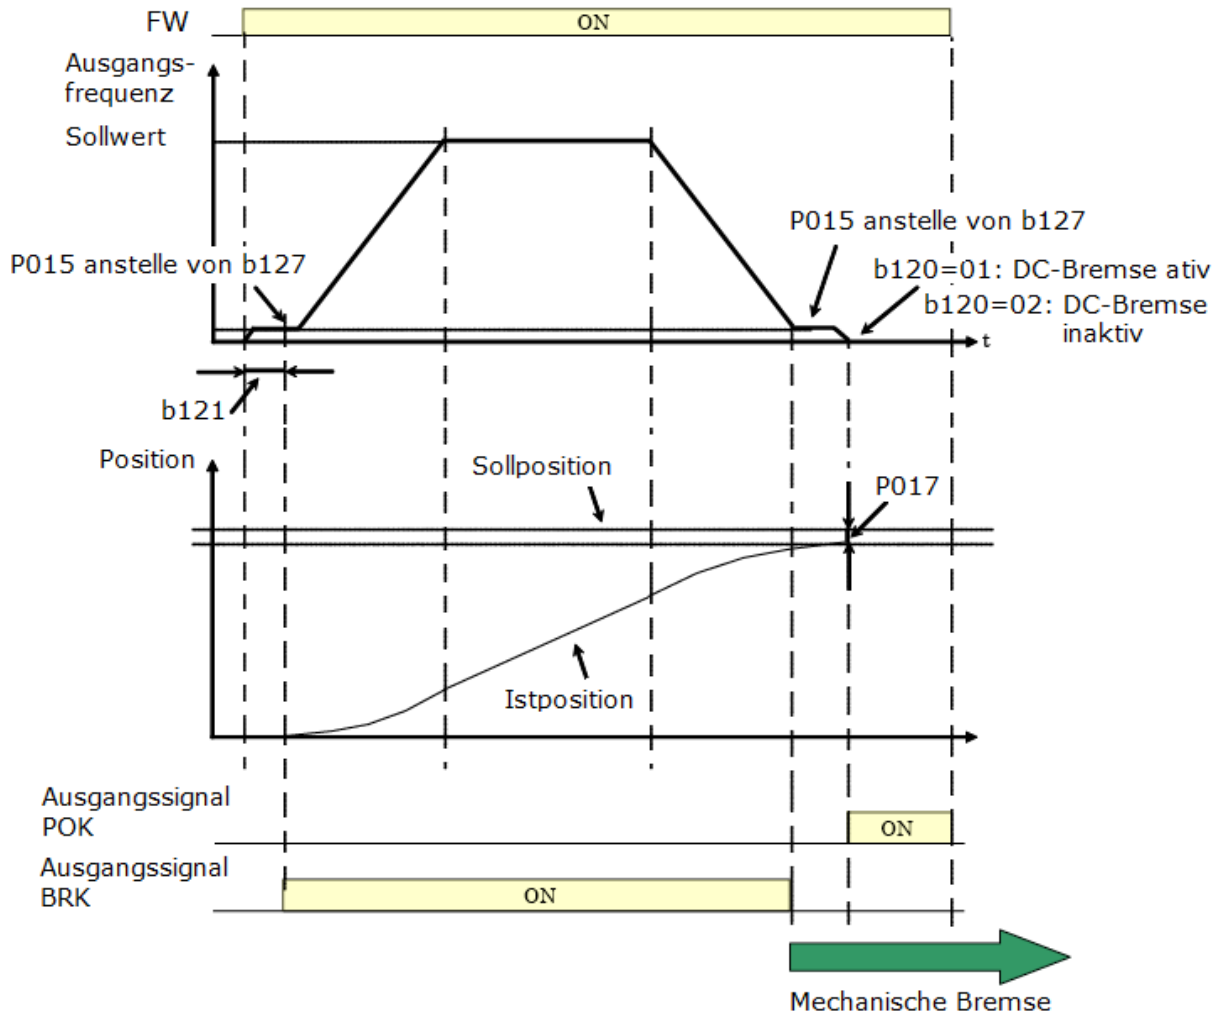 FW
ON
Ausgangs-
frequenz
Sollwert
P015 anstelle von b127
P015 anstelle von b127
b120=01: DC-Bremse ativ
b120=02: DC-Bremse
inaktiv
t
b121
Position
Sollposition
P017
Istposition
Ausgangssignal
POK
ON
Ausgangssignal
BRK
ON
Mechanische Bremse